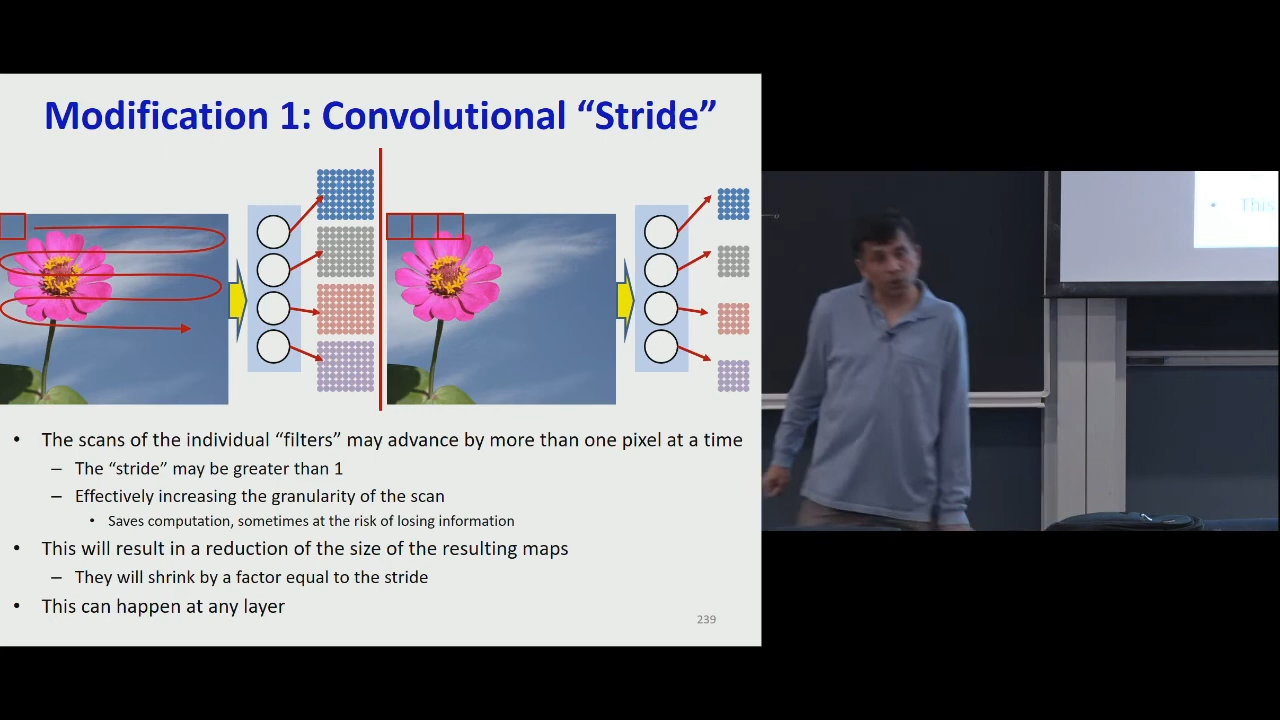 Modification 1: Convolutional “Stride”
• The scans of the individual “filters” may advance by more than one pixel at a time
– The “stride” may be greater than 1
– Effectively increasing the granularity of the scan
• Saves computation, sometimes at the risk of losing information
• This will result in a reduction of the size of the resulting maps
– They will shrink by a factor equal to the stride
• This can happen at any layer
239
• This